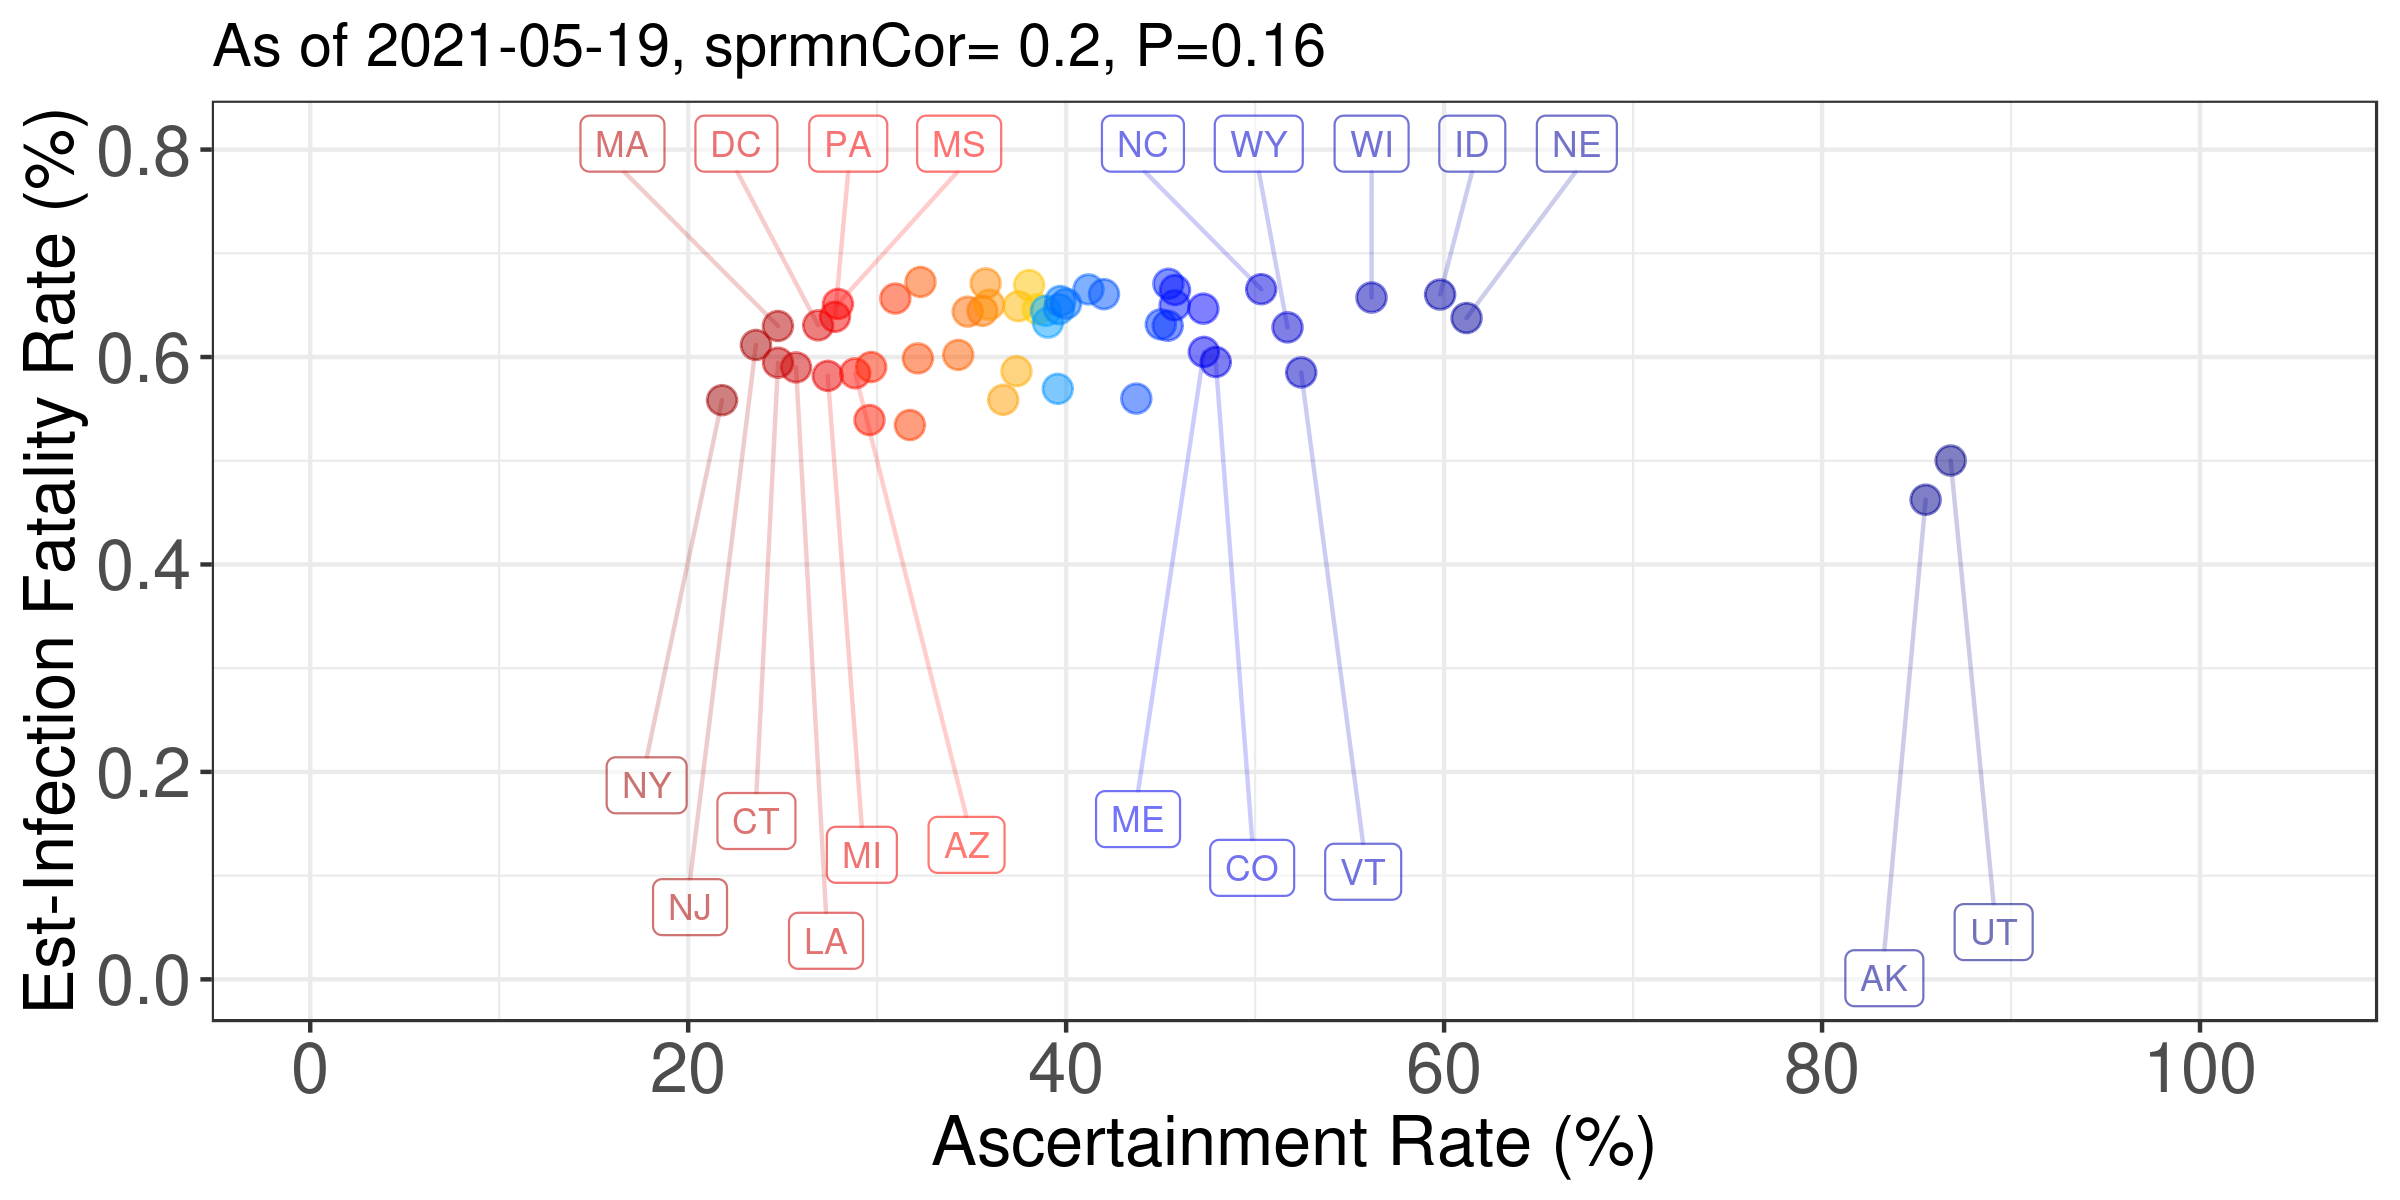 As of 2021-05-19, sprmnCor= 0.2, P=0.16
Est-Infection Fatality Rate (%)
0.8
0.6
0.4
0.2
0.0
MA
DC
PA
MS
NC
WY
WI
ID
NE
NY
CT
MI
AZ
NJ
LA
ME
CO
VT
UT
AK
0
20
40
60
80
100
Ascertainment Rate (%)